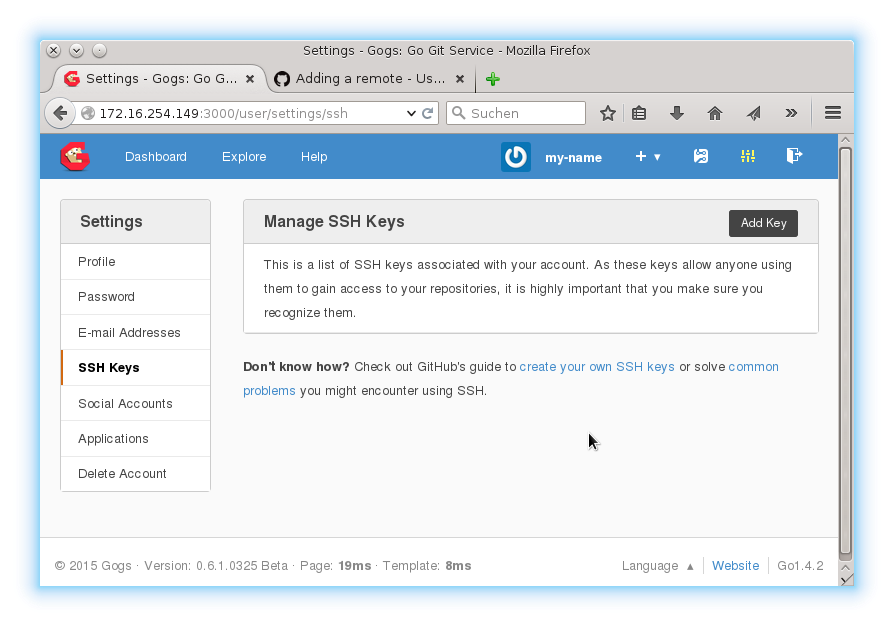 Settings - Gogs: Go Git Service - Mozilla Firefox
Settings - Gogs: Go G... Adding a remote - Us...
172.16.254.149:3000/user/settings/ssh Suchen
Dashboard Explore Help my-name
Settings
Profile
Password
E-mail Addresses
SSH Keys
Social Accounts
Applications
Delete Account
Manage SSH Keys Add Key
This is a list of SSH keys associated with your account. As these keys allow anyone using
them to gain access to your repositories, it is highly important that you make sure you
recognize them.
Don't know how? Check out GitHub's guide to create your own SSH keys or solve common
problems you might encounter using SSH.
© 2015 Gogs · Version: 0.6.1.0325 Beta · Page: 19ms · Template: 8ms Language ▲ Website Go1.4.2